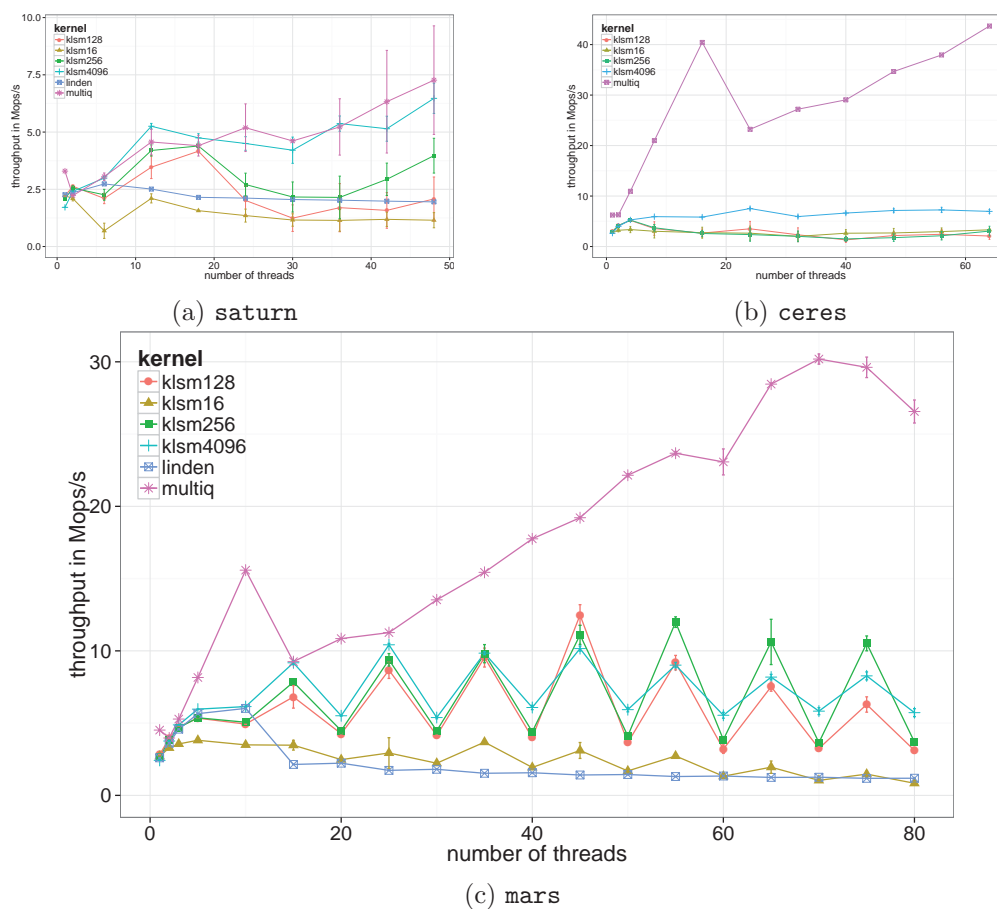 10.0
7.5
5.0
2.5
0.0
throughput in Mops/s
kernel
klsm128
klsm16
klsm256
klsm4096
linden
multiq
0 10 20 30 40 50
number of threads
(a) saturn
40
30
20
10
0
throughput in Mops/s
kernel
klsm128
klsm16
klsm256
klsm4096
multiq
0 20 40 60
number of threads
(b) ceres
30
20
10
0
throughput in Mops/s
kernel
klsm128
klsm16
klsm256
klsm4096
linden
multiq
0 20 40 60 80
number of threads
(c) mars